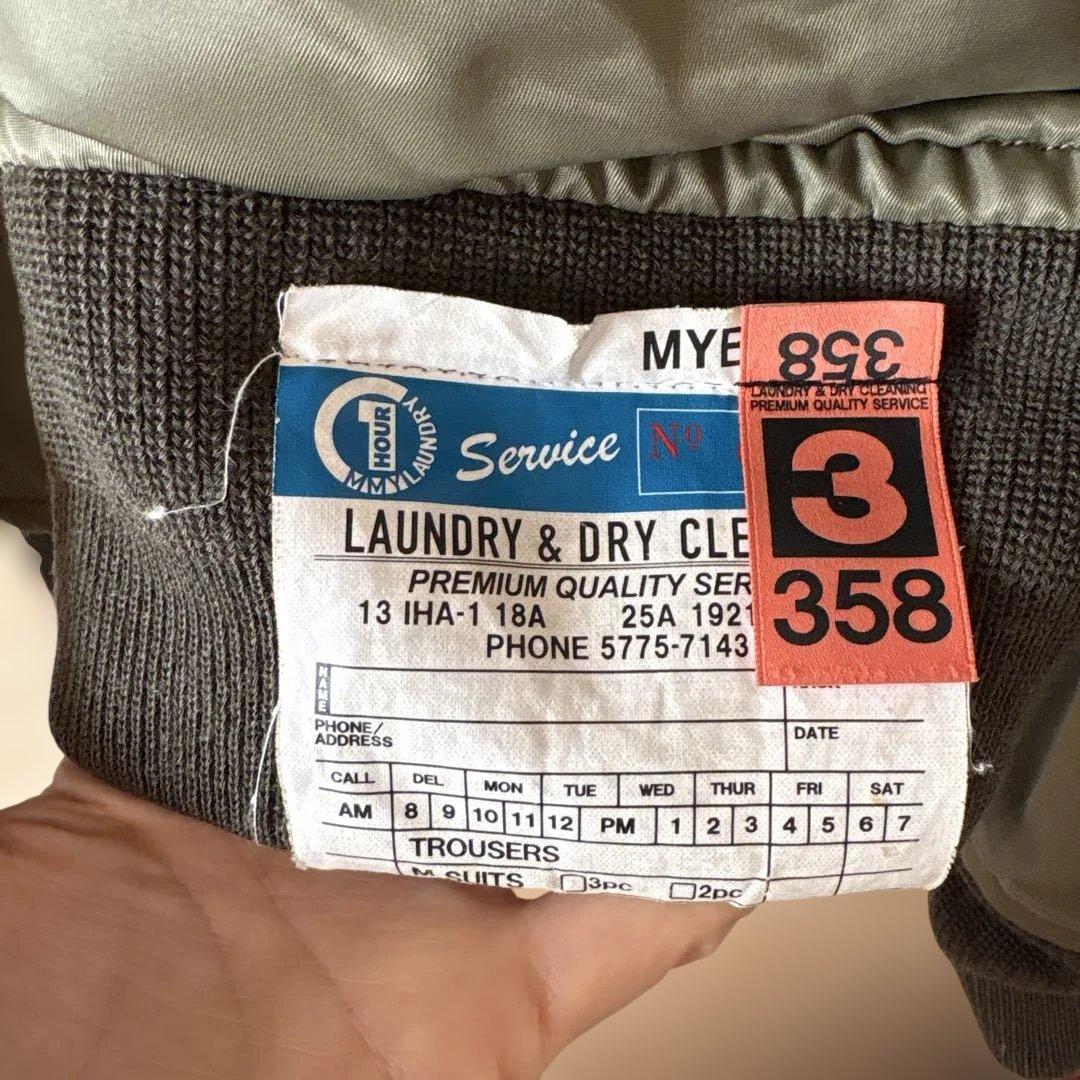 MYE
358
LAUNDRY & DRY CLEANING
PREMIUM QUALITY SERVICE
3
358
1 HOUR
MMY LAUNDRY
Service
Nº
LAUNDRY & DRY CLE
PREMIUM QUALITY SER
13 IHA-1 18A 25A 1921
PHONE 5775-7143
NAME
PHONE/
ADDRESS
DATE
CALL DEL MON TUE WED THUR FRI SAT
AM 8 9 10 11 12 PM 1 2 3 4 5 6 7
TROUSERS
M SUITS 3pc 2pc